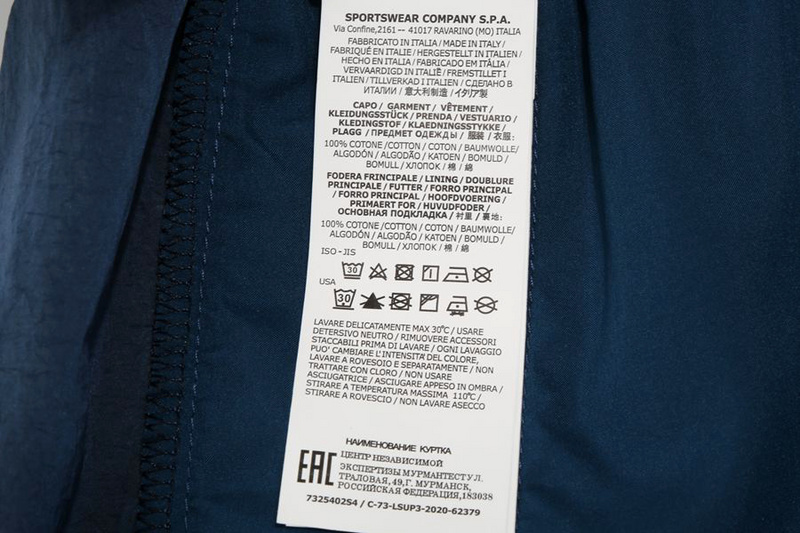 SPORTSWEAR COMPANY S.P.A.
Via Confine,2161 -- 41017 RAVARINO (MO) ITALIA
FABBRICATO IN ITALIA / MADE IN ITALY /
FABRIQUÉ EN ITALIE / HERGESTELLT IN ITALIEN /
HECHO EN ITALIA / FABRICADO EM ITÂLIA /
VERVAARDIGD IN ITALIË / FREMSTILLET I
ITALIEN / TILLVERKAD I ITALIEN / СДЕЛАНО В
ИТАЛИИ / 意大利制造 / イタリア製
CAPO / GARMENT / VÊTEMENT /
KLEIDUNGSSTÜCK / PRENDA / VESTUARIO /
KLEDINGSTOF / KLAEDNINGSSTYKKE /
PLAGG / ПРЕДМЕТ ОДЕЖДЫ / 服装 / 衣服:
100% COTONE /COTTON / COTON / BAUMWOLLE/
ALGODÓN / ALGODÃO / KATOEN / BOMULD /
BOMULL / ХЛОПОК / 棉 / 綿
FODERA FRINCIPALE / LINING / DOUBLURE
PRINCIPALE / FUTTER / FORRO PRINCIPAL
/ FORRO PRINCIPAL / HOOFDVOERING /
PRIMAERT FOR / HUVUDFODER /
ОСНОВНАЯ ПОДКЛАДКА / 衬里 / 裏地:
100% COTONE /COTTON / COTON / BAUMWOLLE/
ALGODÓN / ALGODÃO / KATOEN / BOMULD /
BOMULL /ХЛОПОК / 棉 / 綿
ISO - JIS
30
USA
30
LAVARE DELICATAMENTE MAX 30°C / USARE
DETERSIVO NEUTRO / RIMUOVERE ACCESSORI
STACCABILI PRIMA DI LAVARE / OGNI LAVAGGIO
PUO' CAMBIARE L'INTENSITÀ DEL COLORE,
LAVARE A ROVESOIO E SEPARATAMENTE / NON
TRATTARE CON CLORO / NON USARE
ASCIUGATRICE / ASCIUGARE APPESO IN OMBRA /
STIRARE A TEMPERATURA MASSIMA 110°C /
STIRARE A ROVESCIO / NON LAVARE ASECCO
НАИМЕНОВАНИЕ КУРТКА
EAC ЦЕНТР НЕЗАВИСИМОЙ
ЭКСПЕРТИЗЫ МУРМАНТЕСТ УЛ.
ТРАЛОВАЯ, 49, Г. МУРМАНСК,
РОССИЙСКАЯ ФЕДЕРАЦИЯ,183038
7325402S4 / C-73-LSUP3-2020-62379